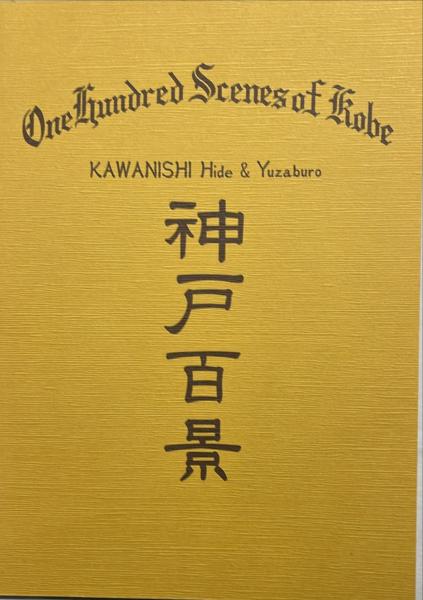 One Hundred Scenes of Kobe
KAWANISHI Hide & Yuzaburo
神戸百景